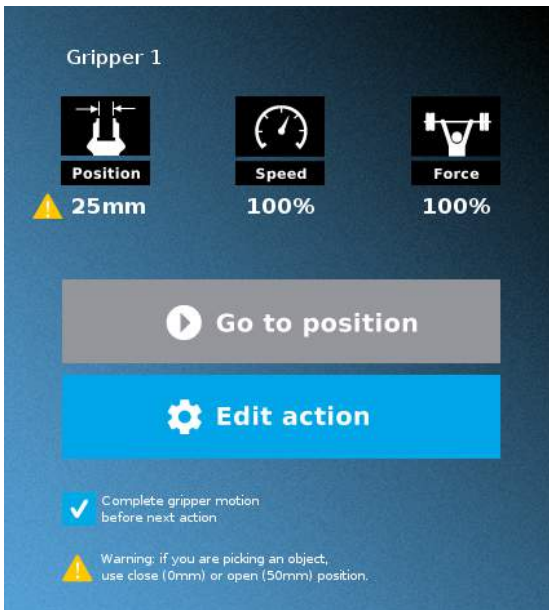 Gripper 1
Position Speed Force
25mm 100% 100%
Go to position
Edit action
Complete gripper motion
before next action
Warning: if you are picking an object,
use close (0mm) or open (50mm) position.